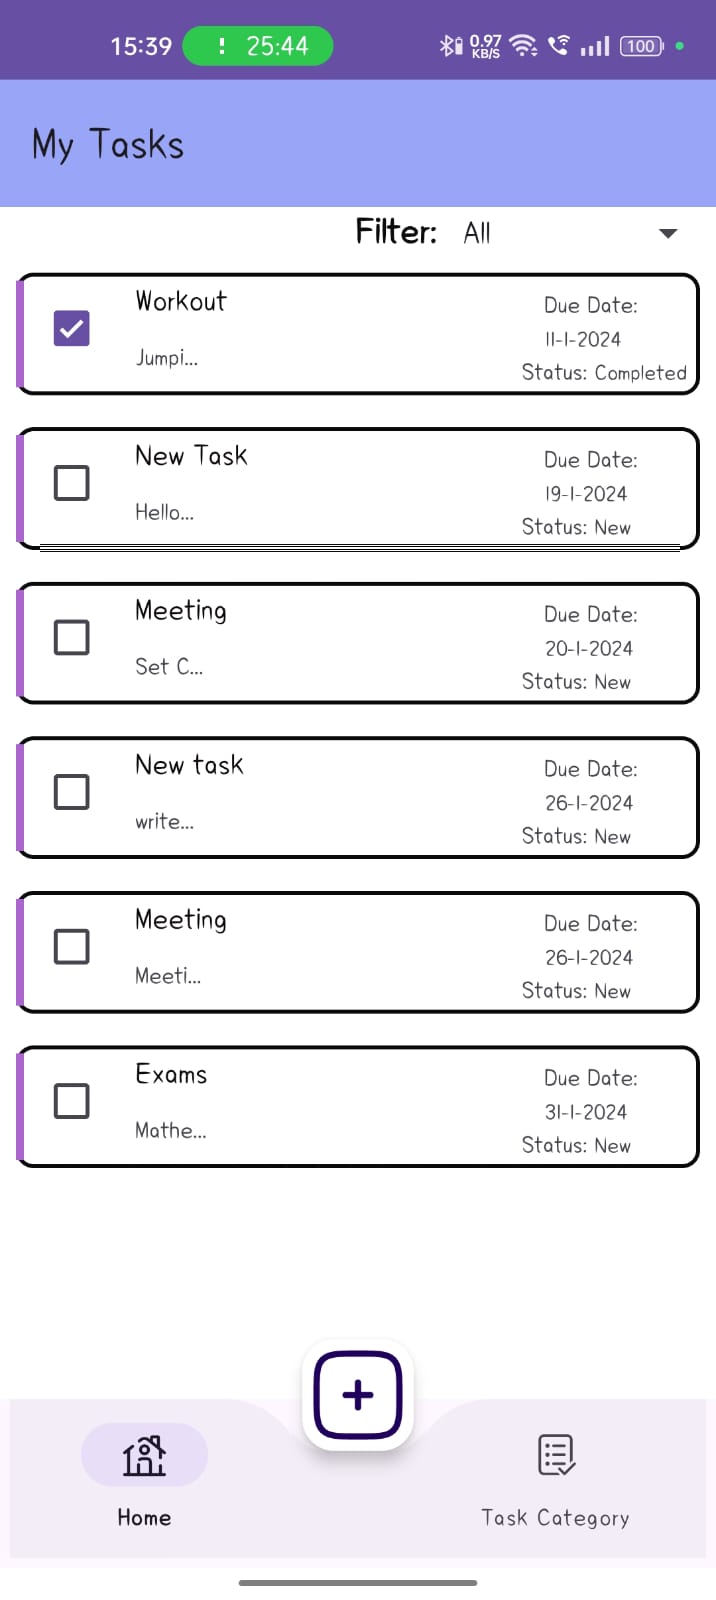 15:39 ! 25:44 0.97 KB/S 100
My Tasks
Filter: All
Workout
Jumpi...
Due Date:
11-1-2024
Status: Completed
New Task
Hello...
Due Date:
19-1-2024
Status: New
Meeting
Set C...
Due Date:
20-1-2024
Status: New
New task
write...
Due Date:
26-1-2024
Status: New
Meeting
Meeti...
Due Date:
26-1-2024
Status: New
Exams
Mathe...
Due Date:
31-1-2024
Status: New
Home
Task Category